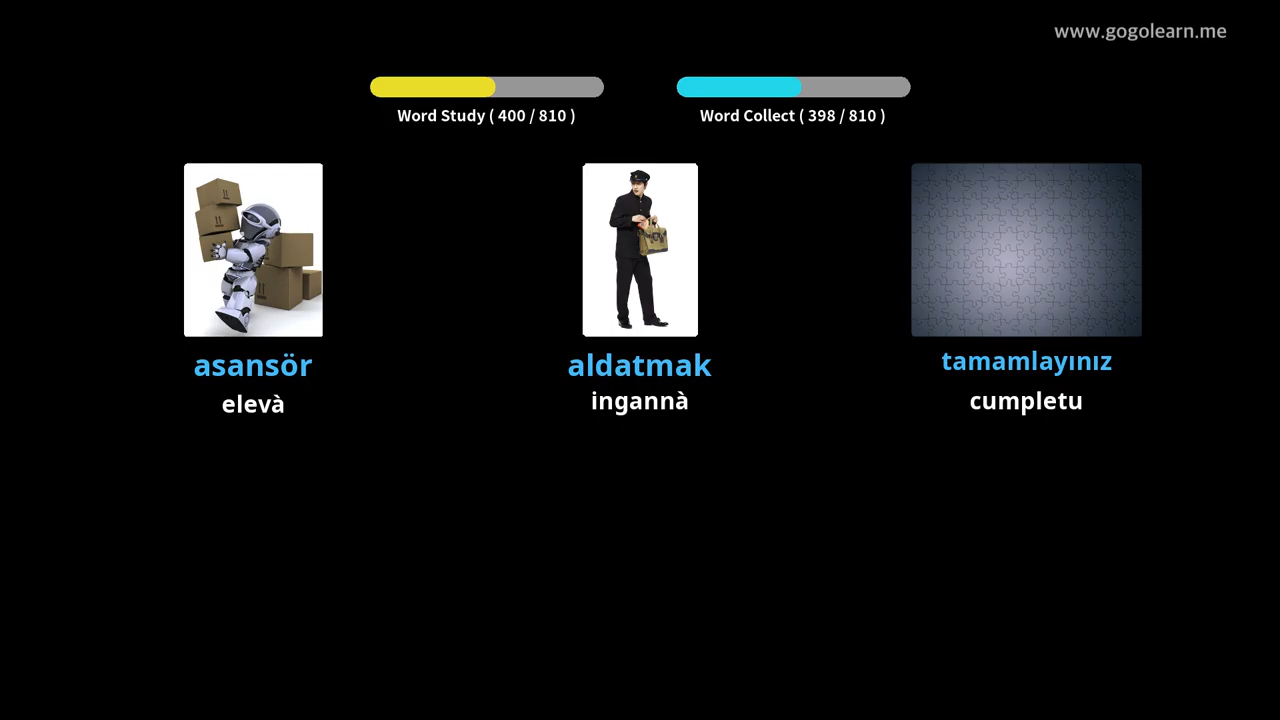 www.gogolearn.me
Word Study ( 400 / 810 )
Word Collect ( 398 / 810 )
asansör
elevà
aldatmak
ingannà
tamamlayınız
cumpletu